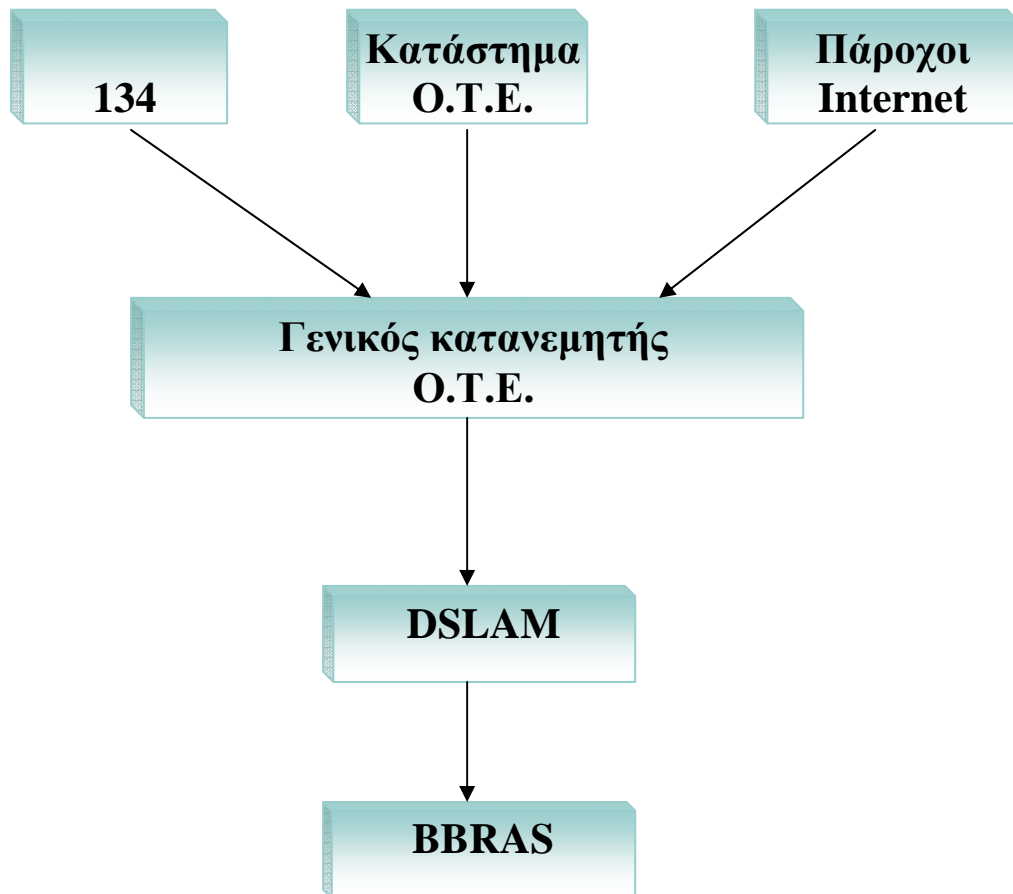 134
Κατάστημα
Ο.Τ.Ε.
Πάροχοι
Internet
Γενικός κατανεμητής
Ο.Τ.Ε.
DSLAM
BBRAS